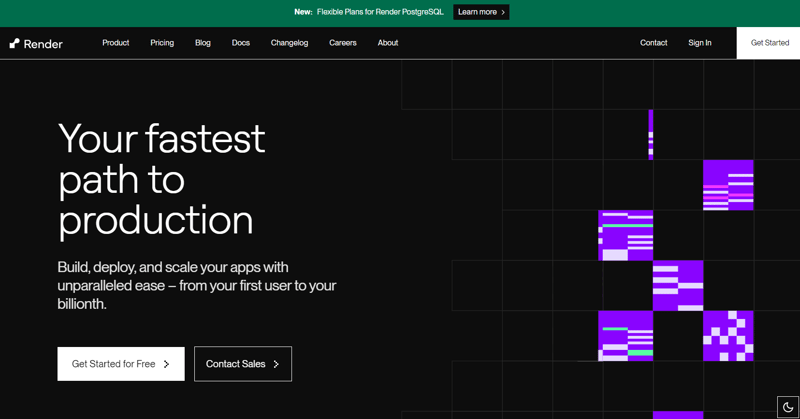 New: Flexible Plans for Render PostgreSQL Learn more
Render Product Pricing Blog Docs Changelog Careers About Contact Sign In Get Started
Your fastest
path to
production
Build, deploy, and scale your apps with
unparalleled ease – from your first user to your
billionth.
Get Started for Free Contact Sales